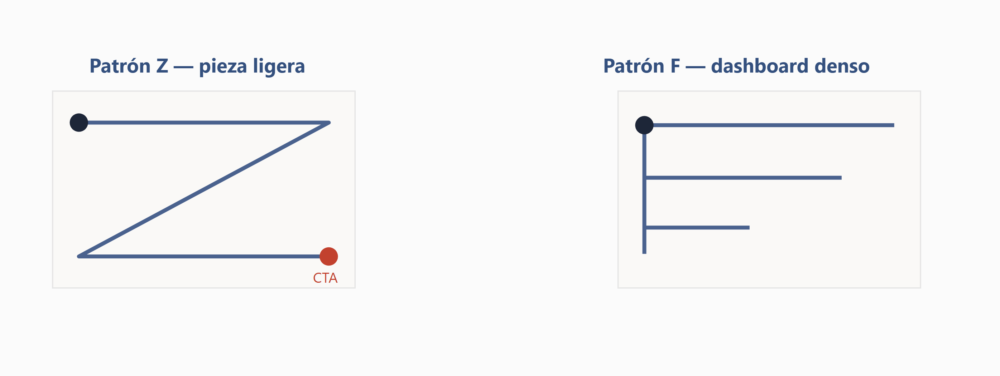 Patrón Z — pieza ligera
Patrón F — dashboard denso
CTA